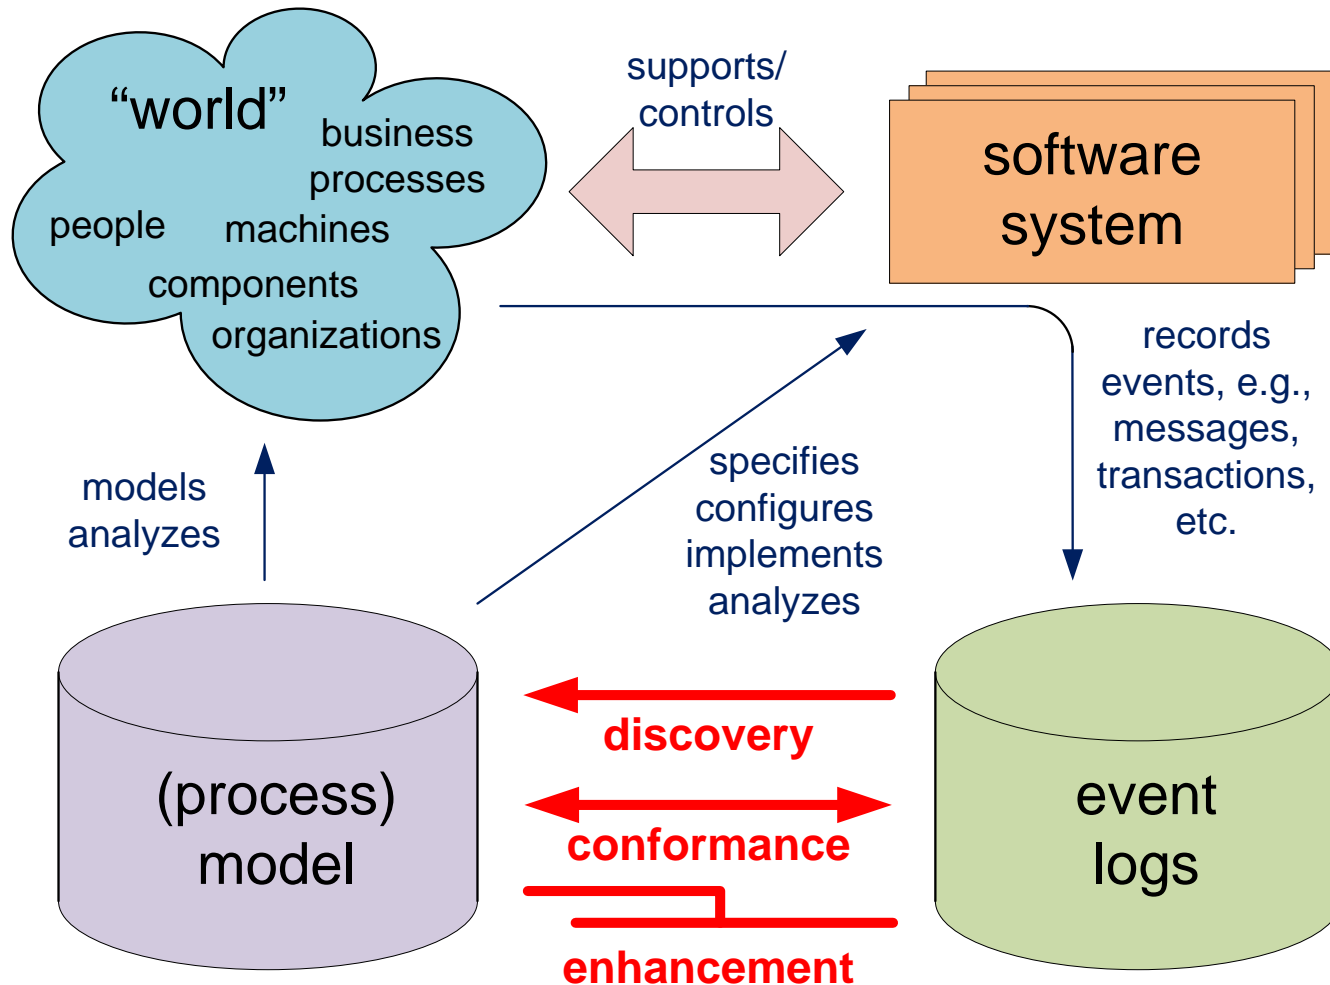 “world”
business
processes
people
machines
components
organizations
supports/
controls
software
system
records
events, e.g.,
messages,
transactions,
etc.
models
analyzes
specifies
configures
implements
analyzes
(process)
model
discovery
conformance
enhancement
event
logs